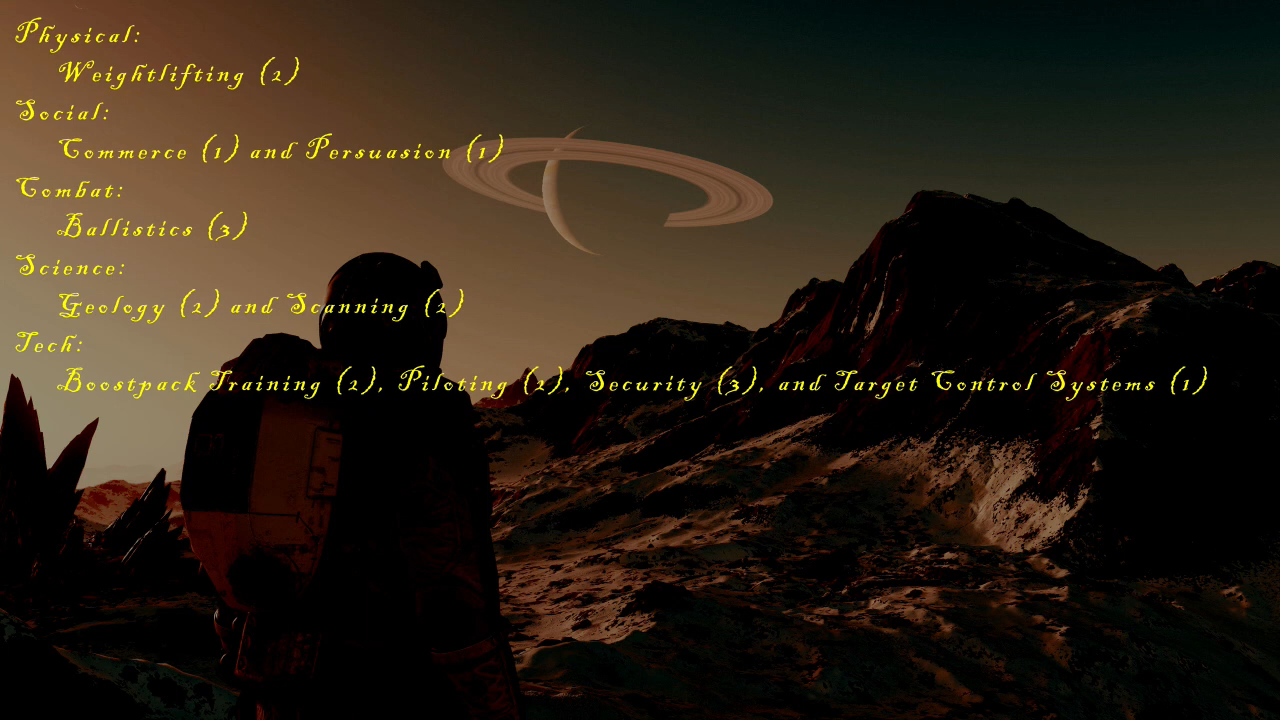 Physical:
Weightlifting (2)
Social:
Commerce (1) and Persuasion (1)
Combat:
Ballistics (3)
Science:
Geology (2) and Scanning (2)
Tech:
Boostpack Training (2), Piloting (2), Security (3), and Target Control Systems (1)